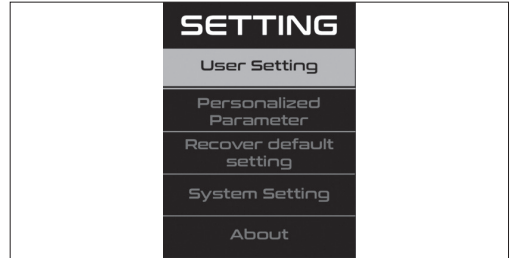 SETTING
User Setting
Personalized
Parameter
Recover default
setting
System Setting
About